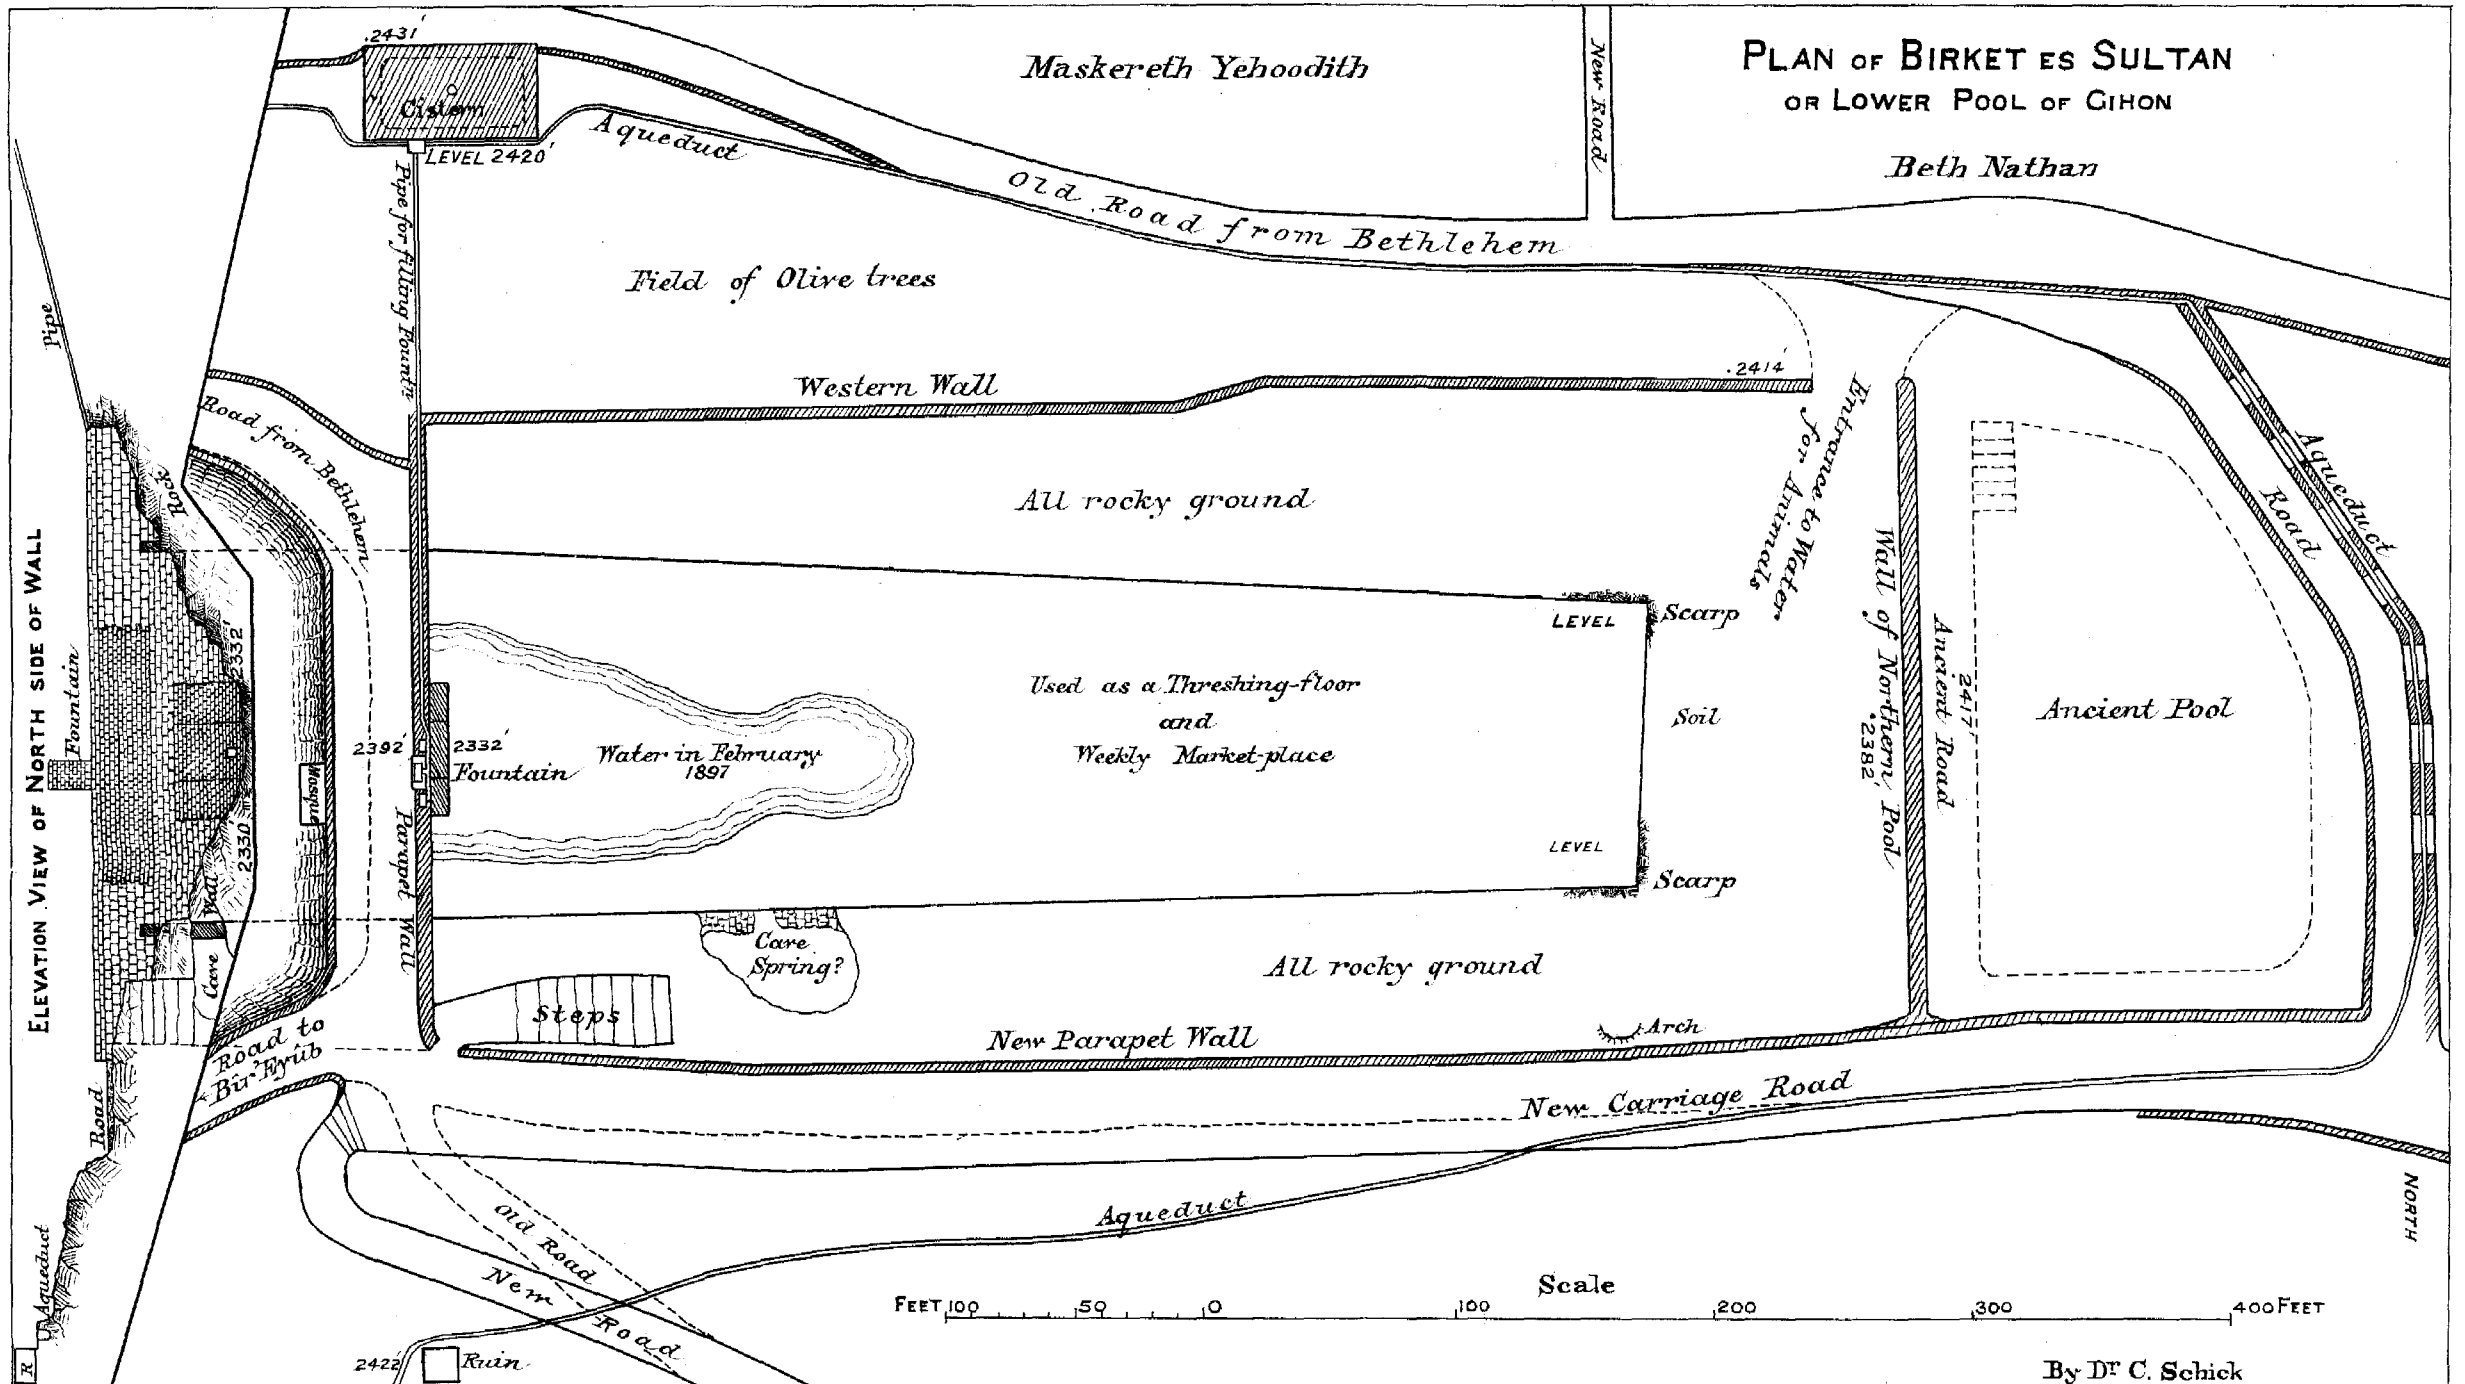 PLAN OF BIRKET ES SULTAN
OR LOWER POOL OF GIHON
Maskereth Yehoodith
New Road
Beth Nathan
.2431'
Cistern
LEVEL 2420'
Aqueduct
Old Road from Bethlehem
Pipe for filling Fountn.
Field of Olive trees
Pipe
Western Wall
.2414'
Entrance to Water
for Animals
Aqueduct
Road
Road from Bethlehem
Rock
All rocky ground
ELEVATION VIEW OF NORTH SIDE OF WALL
Fountain
2332'
2330'
Wall
Cave
Mosque
2392'
2332'
Fountain
Parapet Wall
Water in February
1897
Used as a Threshing-floor
and
Weekly Market-place
LEVEL
Scarp
Soil
LEVEL
Scarp
Wall of Northern Pool
.2382'
Ancient Road
2417'
Ancient Pool
Cave
Spring?
All rocky ground
Steps
Arch
New Parapet Wall
Road to
Bir Eyûb
New Carriage Road
Road
Aqueduct
R
Old Road
New Road
Aqueduct
NORTH
Scale
FEET 100 50 0 100 200 300 400 FEET
2422'
Ruin
By Dr. C. Schick